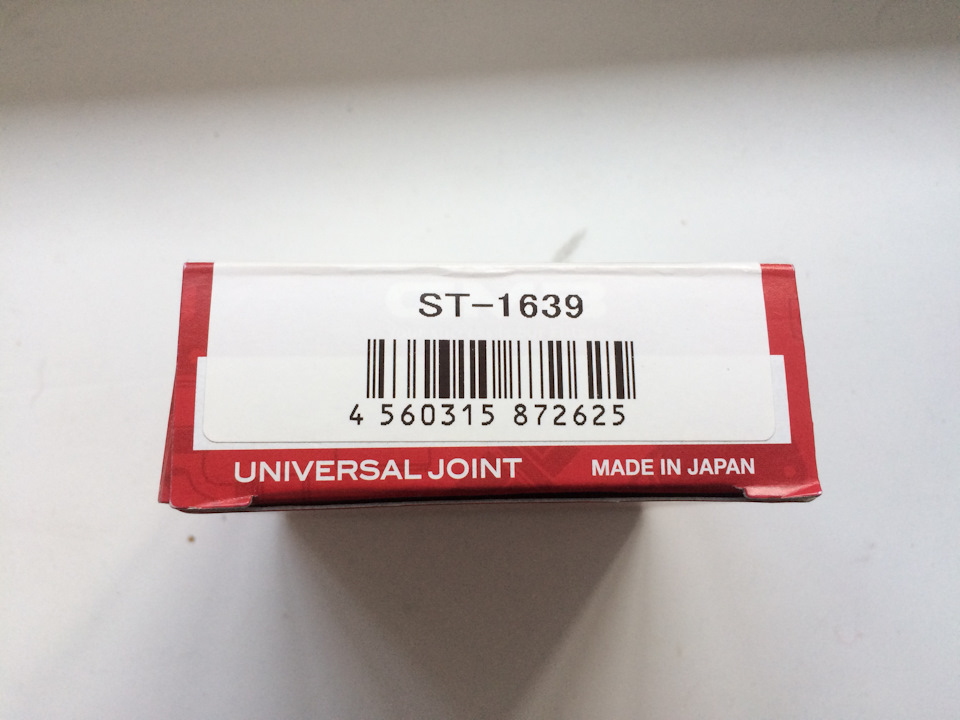 ST-1639
4 560315 872625
UNIVERSAL JOINT MADE IN JAPAN